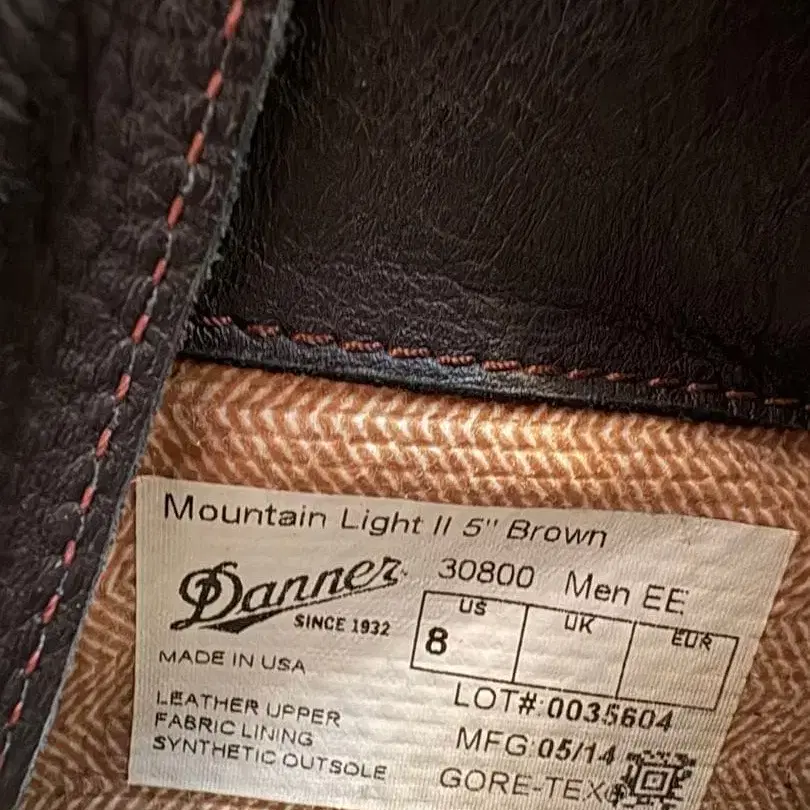 Mountain Light II 5" Brown
Danner
SINCE 1932
30800 Men EE
US UK EUR
8
MADE IN USA
LEATHER UPPER
FABRIC LINING
SYNTHETIC OUTSOLE
LOT#:0035604
MFG:05/14
GORE-TEX®